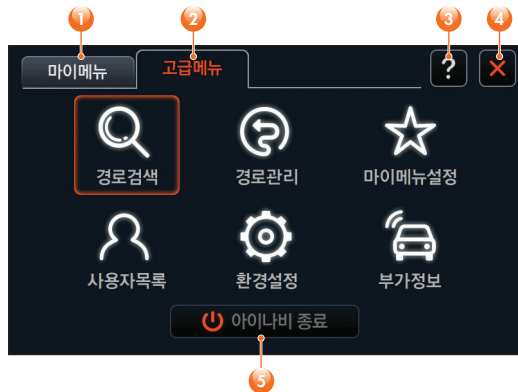 1 2 3 4
마이메뉴 고급메뉴 ? ×
경로검색 경로관리 마이메뉴설정
사용자목록 환경설정 부가정보
아이나비 종료
5